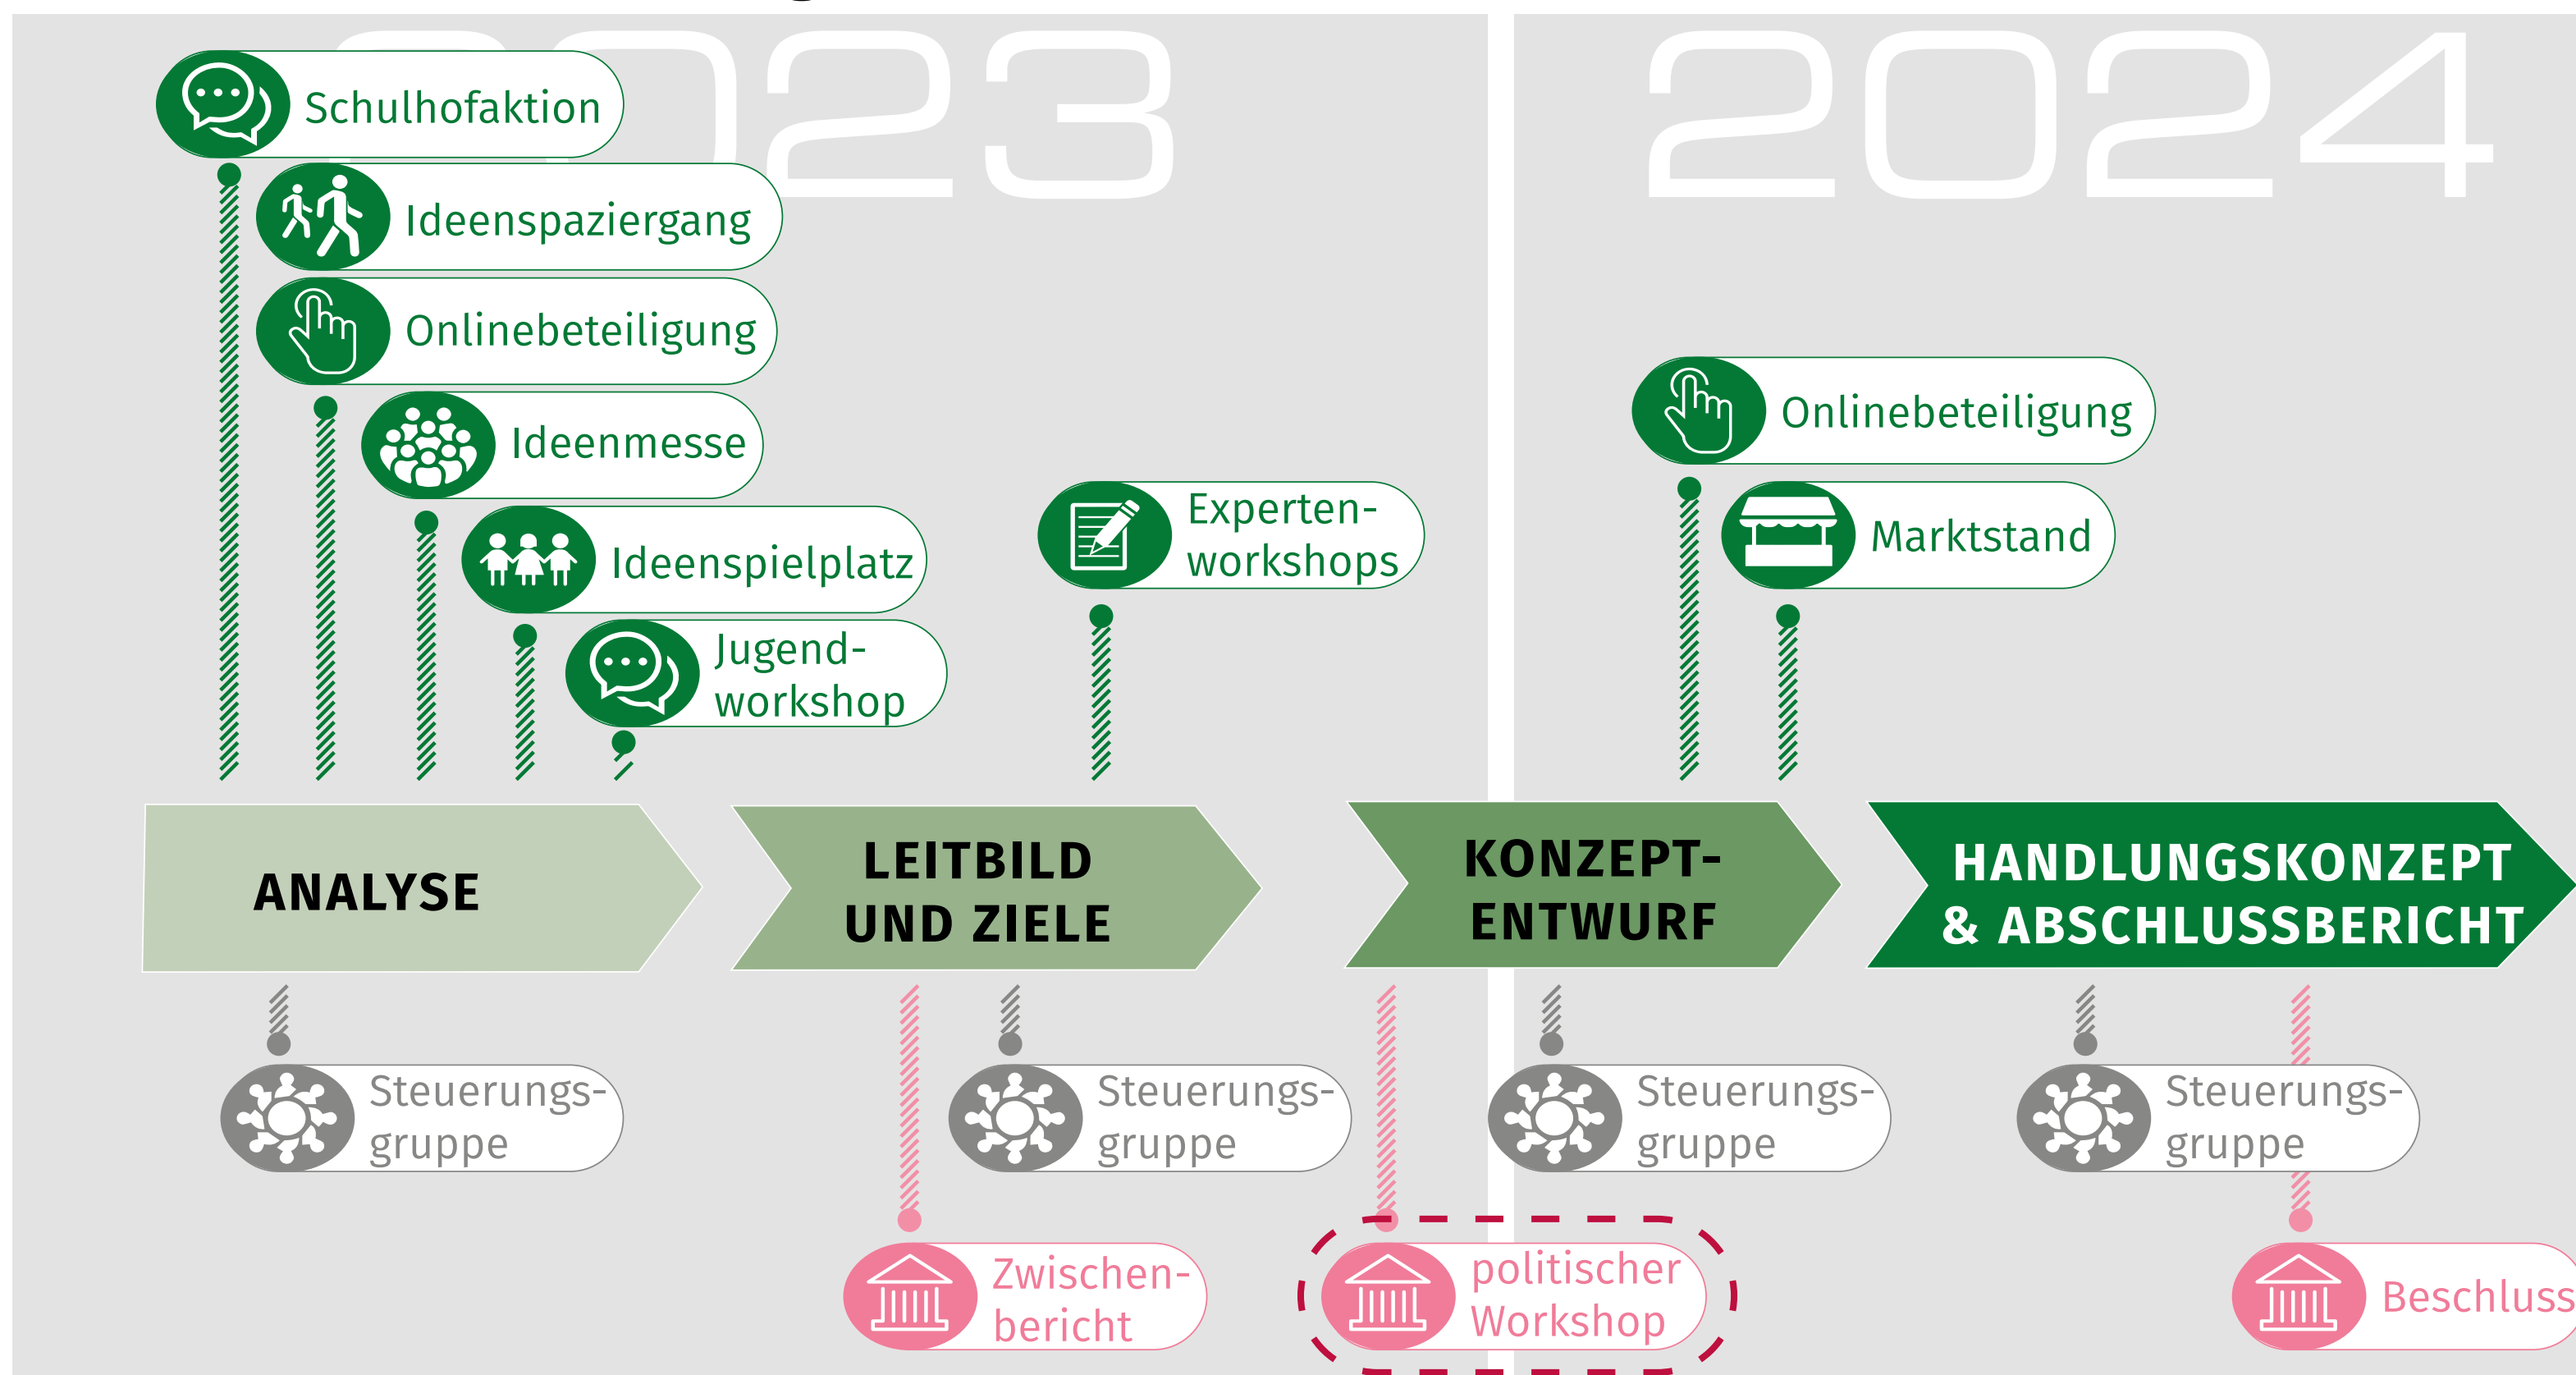 2023
2024
Schulhofaktion
Ideenspaziergang
Onlinebeteiligung
Ideenmesse
Ideenspielplatz
Jugend-
workshop
Experten-
workshops
Onlinebeteiligung
Marktstand
ANALYSE
LEITBILD
UND ZIELE
KONZEPT-
ENTWURF
HANDLUNGSKONZEPT
& ABSCHLUSSBERICHT
Steuerungs-
gruppe
Steuerungs-
gruppe
Steuerungs-
gruppe
Steuerungs-
gruppe
Zwischen-
bericht
politischer
Workshop
Beschluss